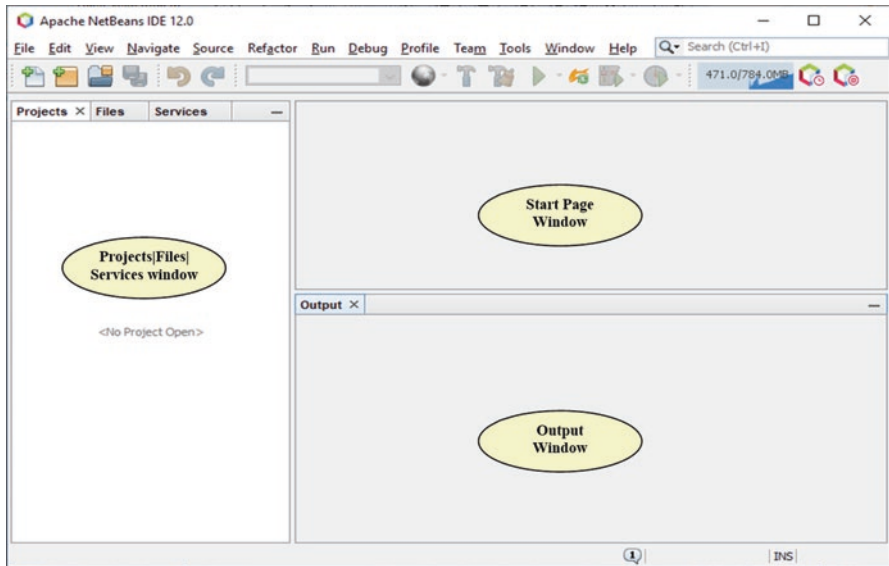 Apache NetBeans IDE 12.0
File Edit View Navigate Source Refactor Run Debug Profile Team Tools Window Help Search (Ctrl+I)
471.0/784.0MB
Projects Files Services
Start Page
Window
Projects|Files|
Services window
<No Project Open>
Output
Output
Window
1 INS